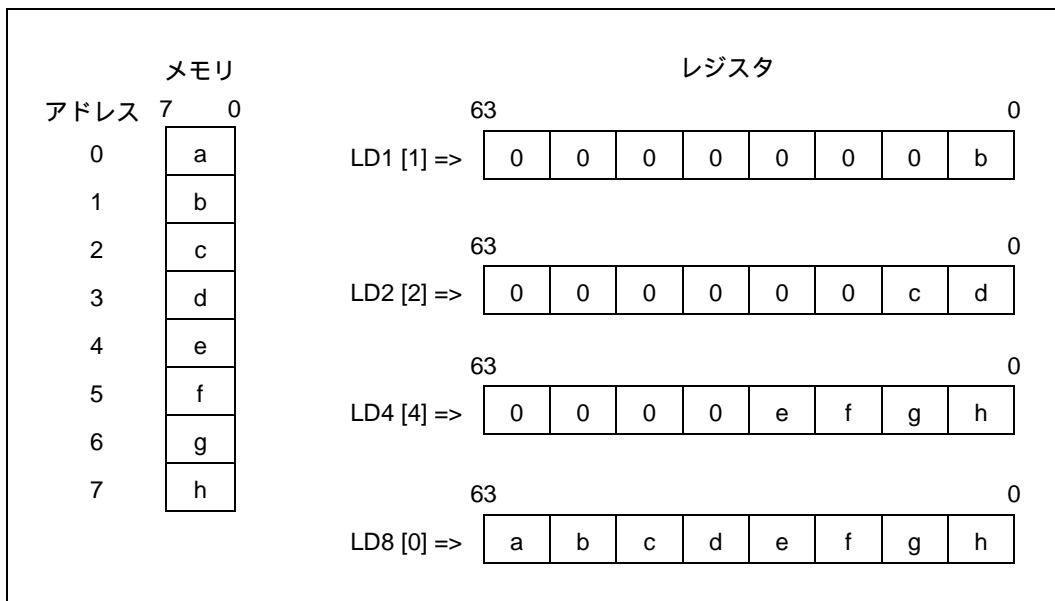 メモリ
アドレス 7 0
0 a
1 b
2 c
3 d
4 e
5 f
6 g
7 h
レジスタ
63 0
LD1 [1] => 0 0 0 0 0 0 0 b
63 0
LD2 [2] => 0 0 0 0 0 0 c d
63 0
LD4 [4] => 0 0 0 0 e f g h
63 0
LD8 [0] => a b c d e f g h